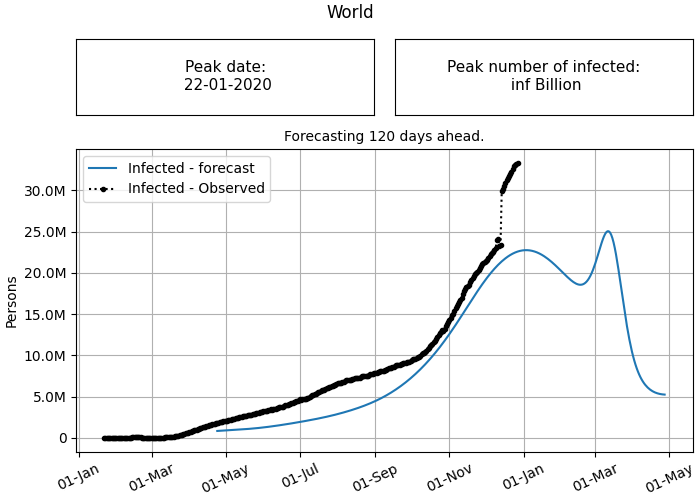 World
Peak date:
22-01-2020
Peak number of infected:
inf Billion
Forecasting 120 days ahead.
Infected - forecast
Infected - Observed
Persons
30.0M
25.0M
20.0M
15.0M
10.0M
5.0M
0
01-Jan
01-Mar
01-May
01-Jul
01-Sep
01-Nov
01-Jan
01-Mar
01-May